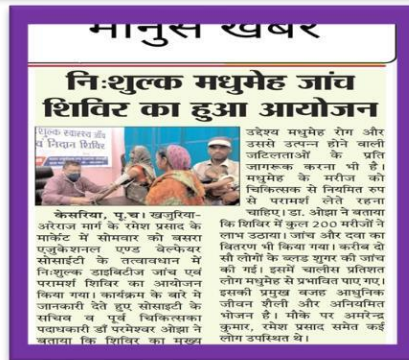 मानुस खबर
निःशुल्क मधुमेह जांच
शिविर का हुआ आयोजन
शुल्क स्वास्थ्य जाँच
व निदान शिविर
केसरिया, पू.च। खजुरिया-
अरेराज मार्ग के रमेश प्रसाद के
मार्केट में सोमवार को बसरा
एजुकेशनल एण्ड वेल्फेयर
सोसाईटी के तत्वावधान में
निःशुल्क डाइबिटीज जांच एवं
परामर्श शिविर का आयोजन
किया गया। कार्यक्रम के बारे में
जानकारी देते हुए सोसाइटी के
सचिव व पूर्व चिकित्सा
पदाधिकारी डॉ परमेश्वर ओझा ने
बताया कि शिविर का मुख्य
उद्देश्य मधुमेह रोग और
उससे उत्पन्न होने वाली
जटिलताओं के प्रति
जागरूक करना भी है।
मधुमेह के मरीज को
चिकित्सक से नियमित रुप
से परामर्श लेते रहना
चाहिए। डा. ओझा ने बताया
कि शिविर में कुल 200 मरीजों ने
लाभ उठाया। जांच और दवा का
वितरण भी किया गया। करीब दो
सौ लोगों के ब्लड शुगर की जांच
की गई। इसमें चालीस प्रतिशत
लोग मधुमेह से प्रभावित पाए गए।
इसकी प्रमुख वजह आधुनिक
जीवन शैली और अनियमित
भोजन है। मौके पर अमरेन्द्र
कुमार, रमेश प्रसाद समेत कई
लोग उपस्थित थे।